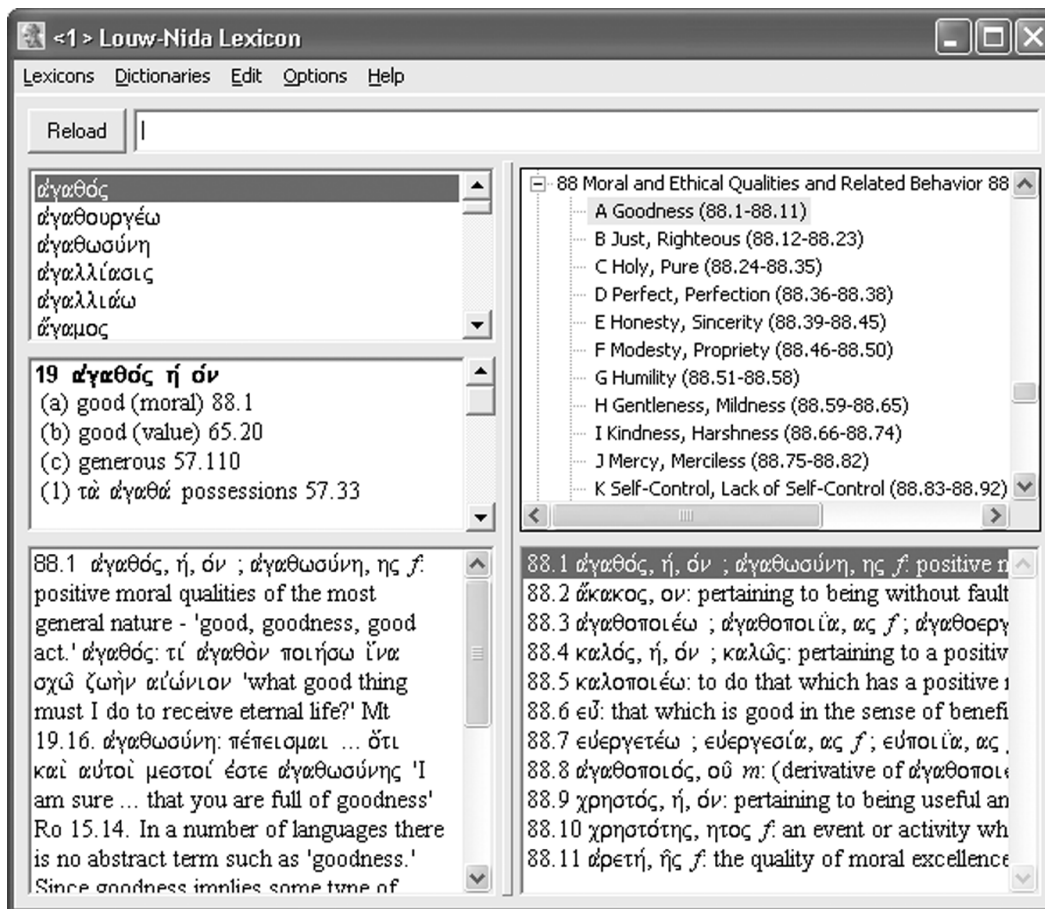 <1> Louw-Nida Lexicon
Lexicons Dictionaries Edit Options Help
Reload
ἀγαθός
ἀγαθουργέω
ἀγαθωσύνη
ἀγαλλίασις
ἀγαλλιάω
ἄγαμος
19 ἀγαθός ή όν
(a) good (moral) 88.1
(b) good (value) 65.20
(c) generous 57.110
(1) τὰ ἀγαθά possessions 57.33
88 Moral and Ethical Qualities and Related Behavior 88
A Goodness (88.1-88.11)
B Just, Righteous (88.12-88.23)
C Holy, Pure (88.24-88.35)
D Perfect, Perfection (88.36-88.38)
E Honesty, Sincerity (88.39-88.45)
F Modesty, Propriety (88.46-88.50)
G Humility (88.51-88.58)
H Gentleness, Mildness (88.59-88.65)
I Kindness, Harshness (88.66-88.74)
J Mercy, Merciless (88.75-88.82)
K Self-Control, Lack of Self-Control (88.83-88.92)
88.1 ἀγαθός, ή, όν ; ἀγαθωσύνη, ης f:
positive moral qualities of the most
general nature - 'good, goodness, good
act.' ἀγαθός: τί ἀγαθὸν ποιήσω ἵνα
σχῶ ζωὴν αἰώνιον 'what good thing
must I do to receive eternal life?' Mt
19.16. ἀγαθωσύνη: πέπεισμαι ... ὅτι
καὶ αὐτοὶ μεστοί ἐστε ἀγαθωσύνης 'I
am sure ... that you are full of goodness'
Ro 15.14. In a number of languages there
is no abstract term such as 'goodness.'
Since goodness implies some type of
88.1 ἀγαθός, ή, όν ; ἀγαθωσύνη, ης f: positive
88.2 ἄκακος, ον: pertaining to being without fault
88.3 ἀγαθοποιέω ; ἀγαθοποιΐα, ας f ; ἀγαθοεργ
88.4 καλός, ή, όν ; καλῶς: pertaining to a positiv
88.5 καλοποιέω: to do that which has a positive
88.6 εὖ: that which is good in the sense of benefi
88.7 εὐεργετέω ; εὐεργεσία, ας f ; εὐποιΐα, ας
88.8 ἀγαθοποιός, οῦ m: (derivative of ἀγαθοποιέ
88.9 χρηστός, ή, όν: pertaining to being useful an
88.10 χρηστότης, ητος f: an event or activity wh
88.11 ἀρετή, ῆς f: the quality of moral excellence